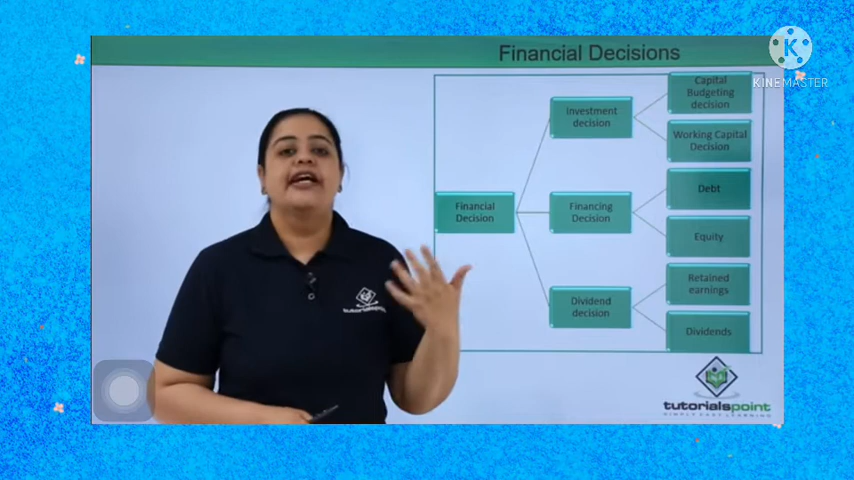 Financial Decisions
K
KINEMASTER
Capital
Budgeting
decision
Investment
decision
Working Capital
Decision
Debt
Financial
Decision
Financing
Decision
Equity
Retained
earnings
Dividend
decision
Dividends
tutorialspoint
tutorialspoint
SIMPLY EASY LEARNING